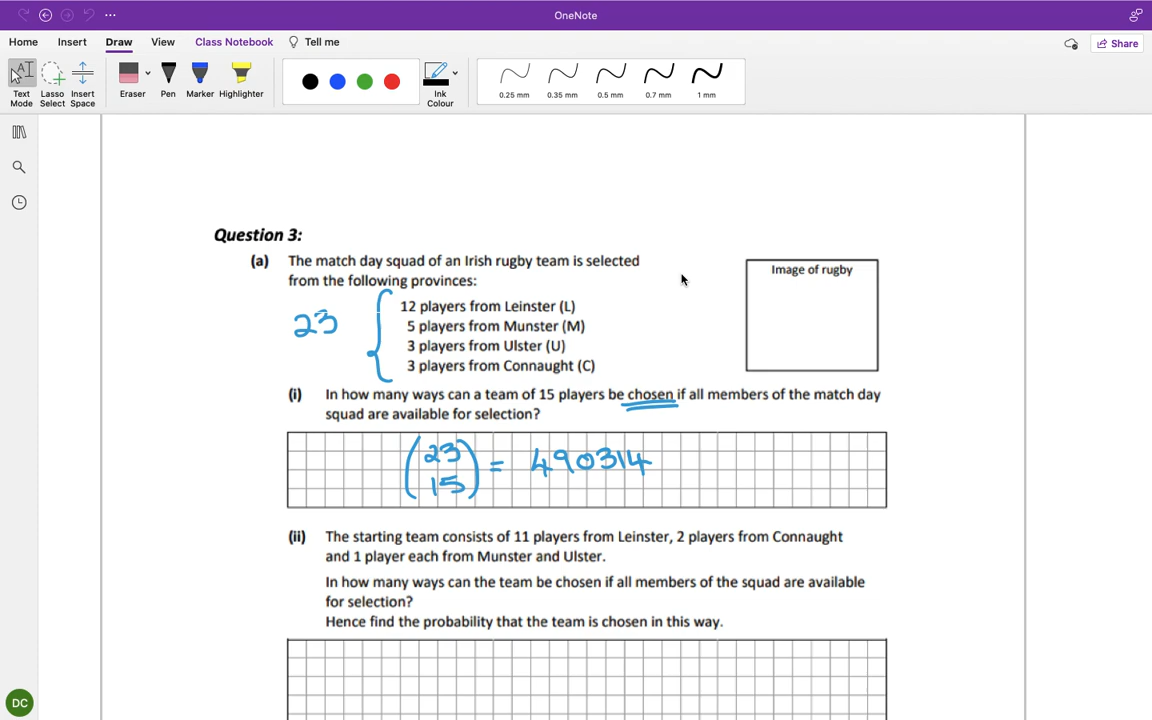 OneNote
Home Insert Draw View Class Notebook Tell me
Share
Text Mode
Lasso Select
Insert Space
Eraser
Pen
Marker
Highlighter
Ink Colour
0.25 mm
0.35 mm
0.5 mm
0.7 mm
1 mm
Question 3:
(a) The match day squad of an Irish rugby team is selected
from the following provinces:
Image of rugby
23
12 players from Leinster (L)
5 players from Munster (M)
3 players from Ulster (U)
3 players from Connaught (C)
(i) In how many ways can a team of 15 players be chosen if all members of the match day
squad are available for selection?
(23
15) = 490314
(ii) The starting team consists of 11 players from Leinster, 2 players from Connaught
and 1 player each from Munster and Ulster.
In how many ways can the team be chosen if all members of the squad are available
for selection?
Hence find the probability that the team is chosen in this way.
DC